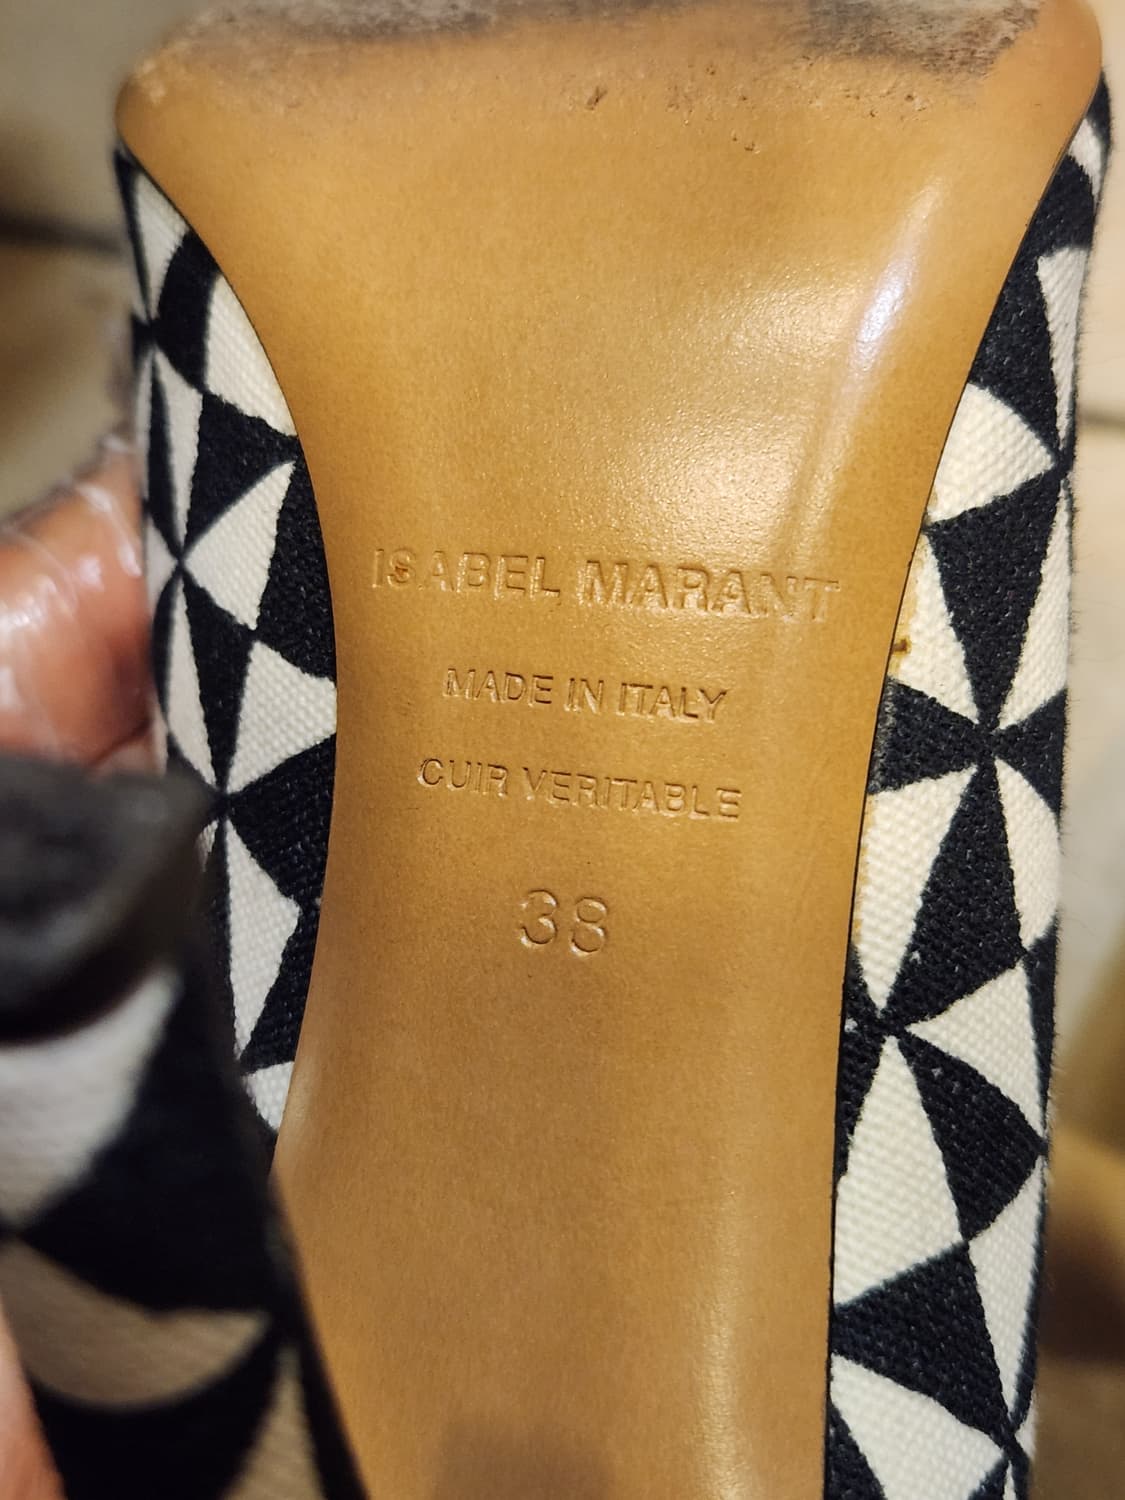 ISABEL MARANT
MADE IN ITALY
CUIR VERITABLE
38